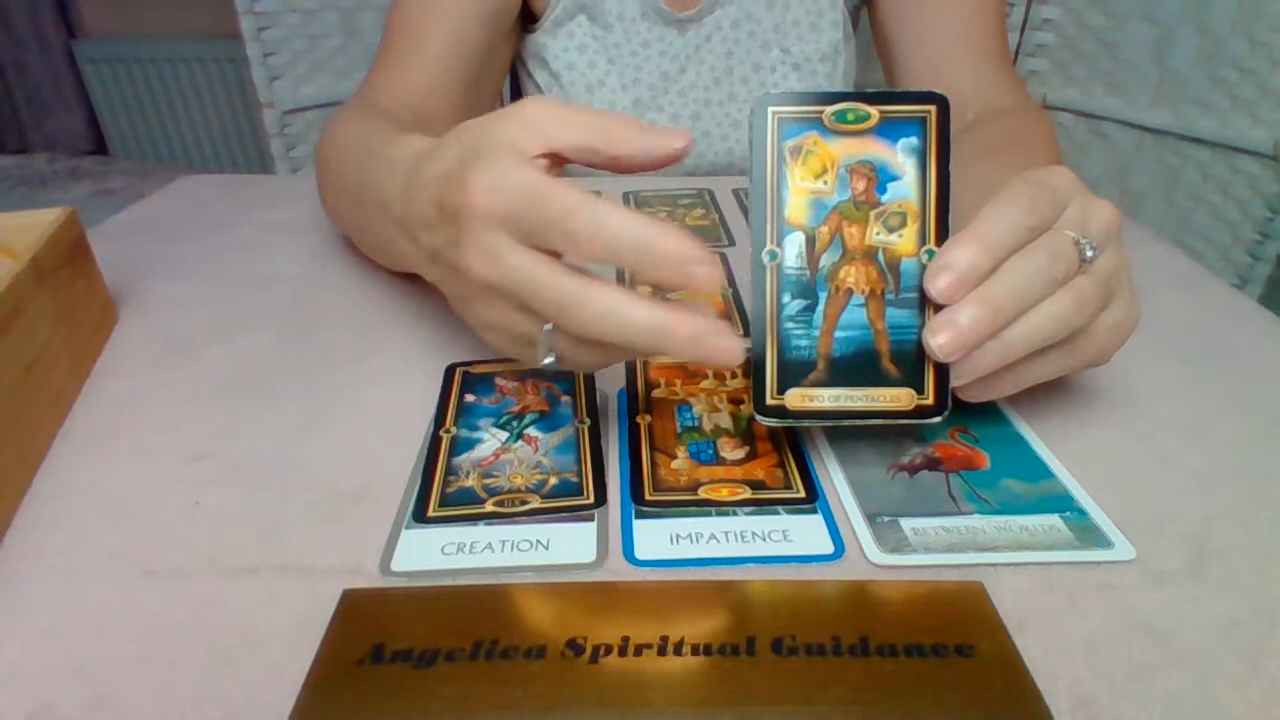 TWO OF PENTACLES
BETWEEN WORLDS
IMPATIENCE
CREATION
Angelica Spiritual Guidance